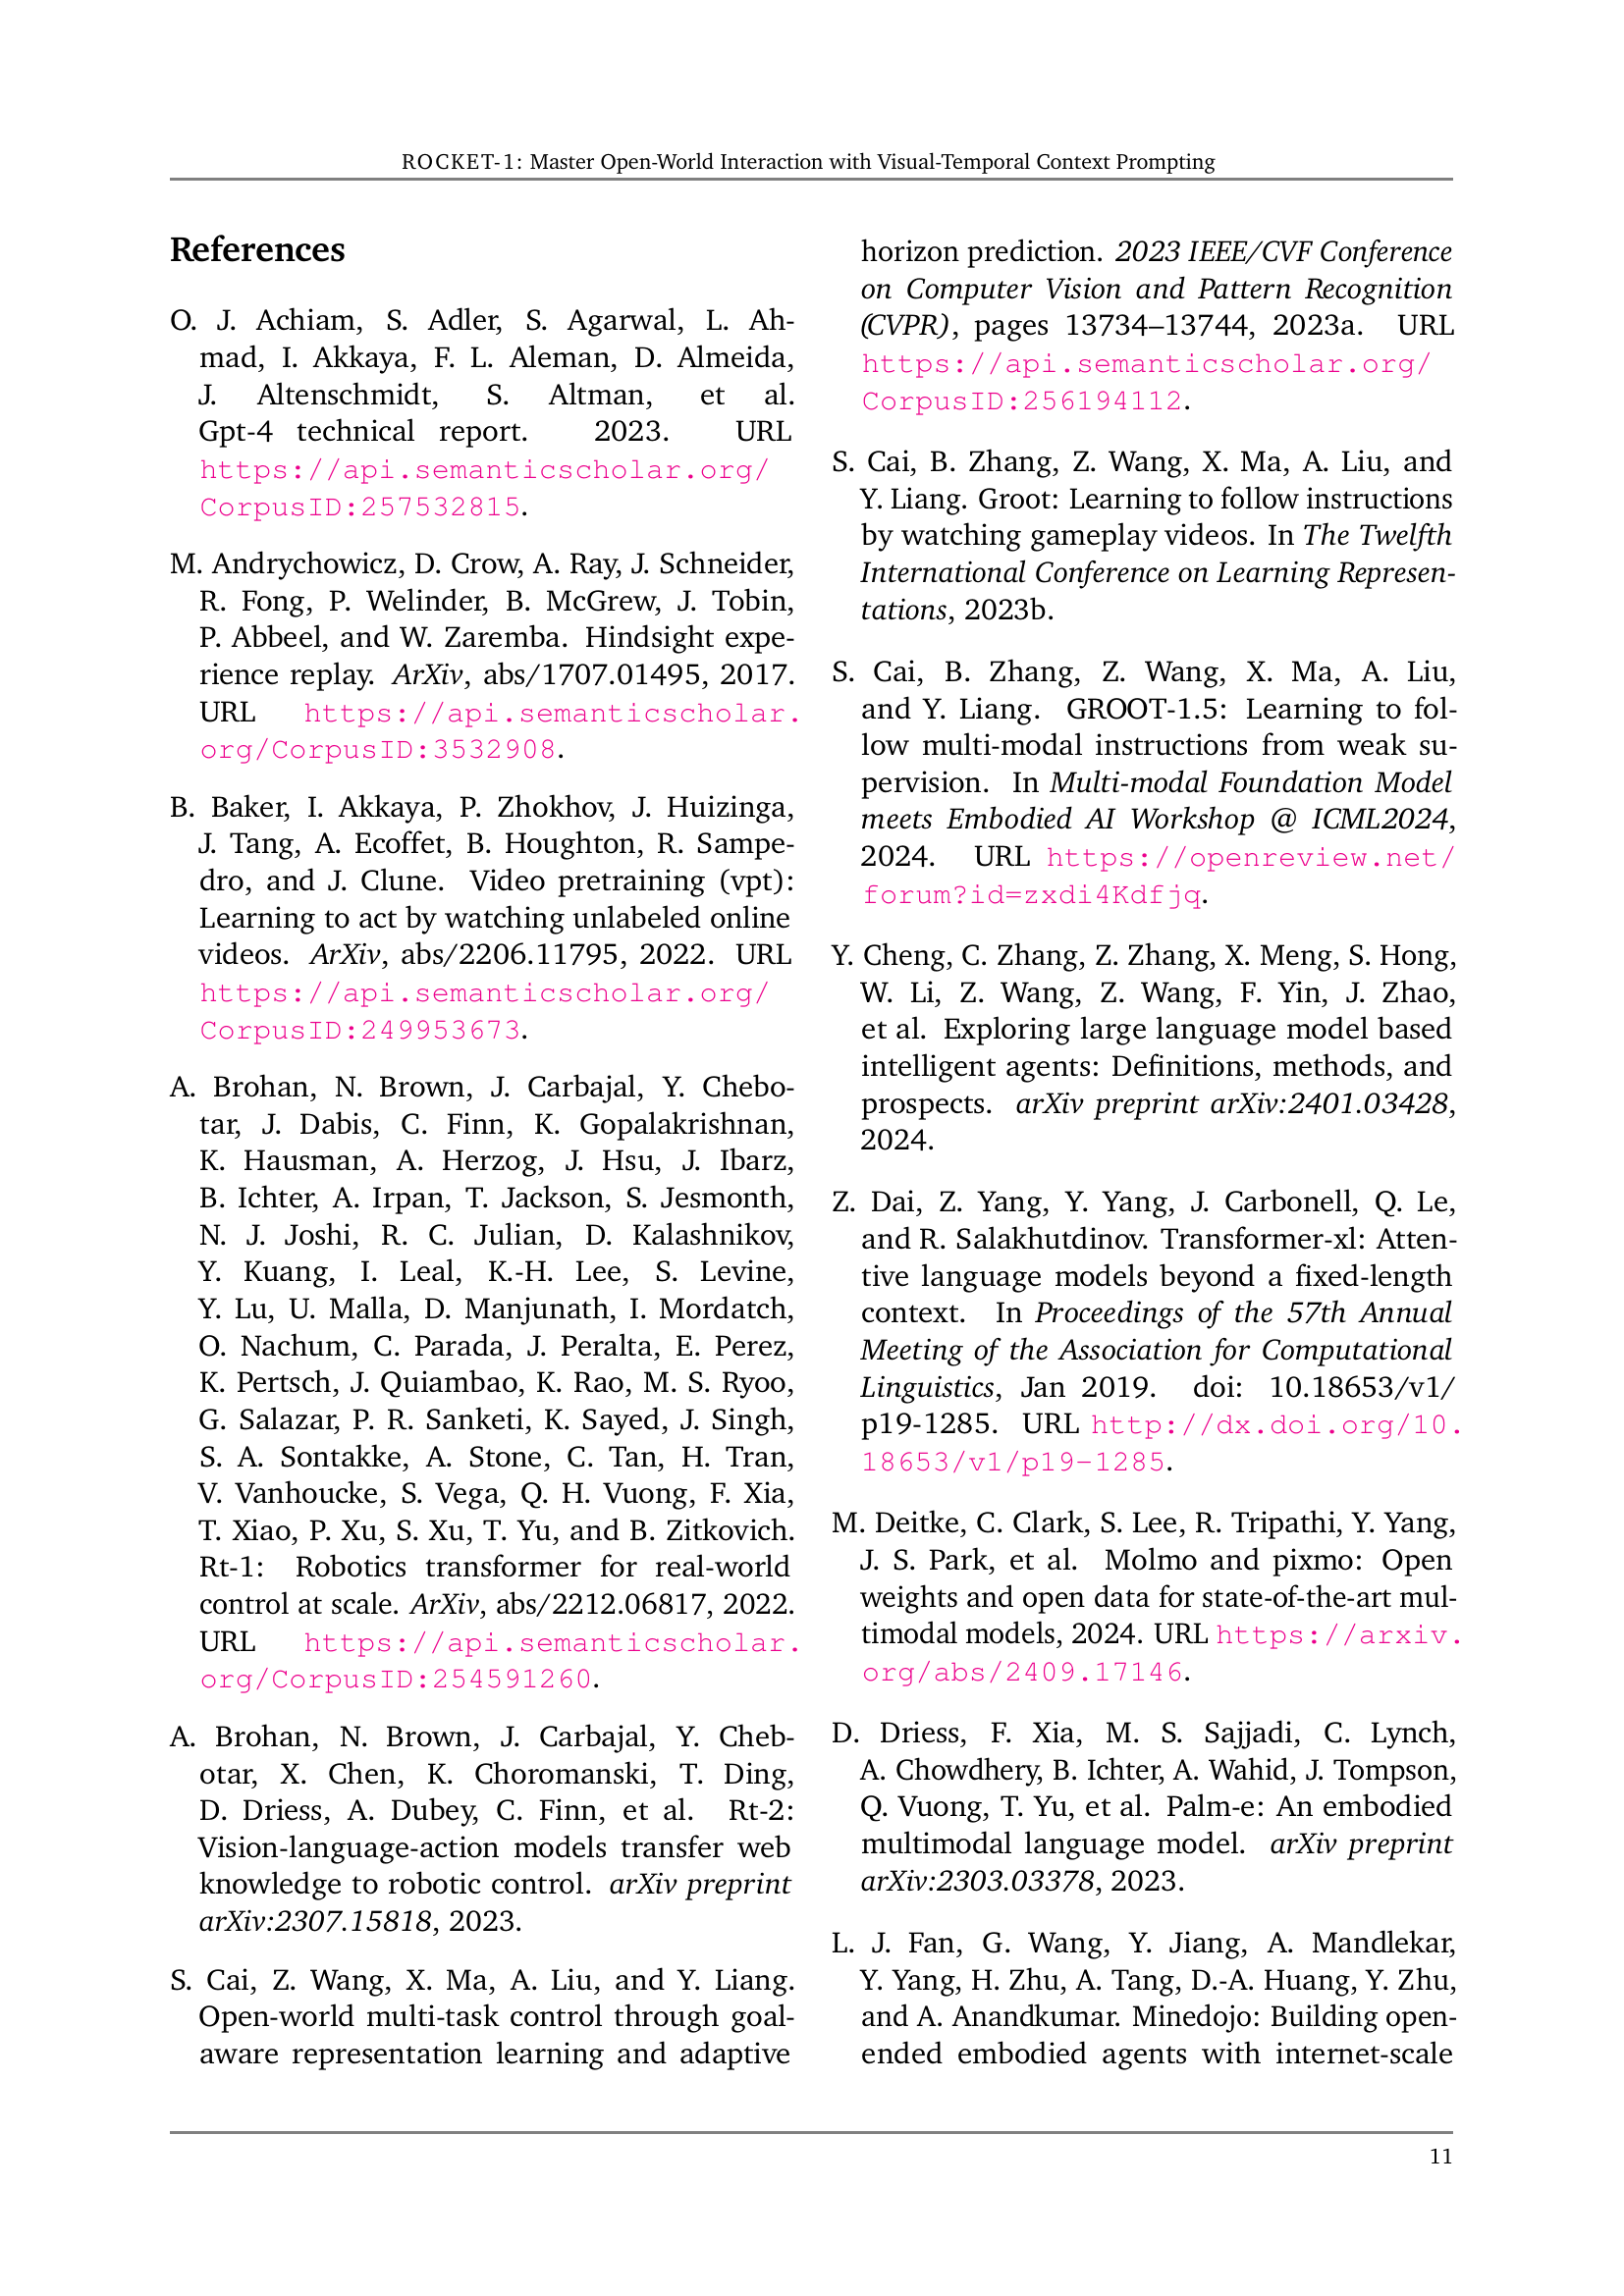 ROCKET-1: Master Open-World Interaction with Visual-Temporal Context Prompting
References
O. J. Achiam, S. Adler, S. Agarwal, L. Ah-
mad, I. Akkaya, F. L. Aleman, D. Almeida,
J. Altenschmidt, S. Altman, et al.
Gpt-4 technical report. 2023. URL
https://api.semanticscholar.org/
CorpusID:257532815.
M. Andrychowicz, D. Crow, A. Ray, J. Schneider,
R. Fong, P. Welinder, B. McGrew, J. Tobin,
P. Abbeel, and W. Zaremba. Hindsight expe-
rience replay. ArXiv, abs/1707.01495, 2017.
URL https://api.semanticscholar.
org/CorpusID:3532908.
B. Baker, I. Akkaya, P. Zhokhov, J. Huizinga,
J. Tang, A. Ecoffet, B. Houghton, R. Sampe-
dro, and J. Clune. Video pretraining (vpt):
Learning to act by watching unlabeled online
videos. ArXiv, abs/2206.11795, 2022. URL
https://api.semanticscholar.org/
CorpusID:249953673.
A. Brohan, N. Brown, J. Carbajal, Y. Chebo-
tar, J. Dabis, C. Finn, K. Gopalakrishnan,
K. Hausman, A. Herzog, J. Hsu, J. Ibarz,
B. Ichter, A. Irpan, T. Jackson, S. Jesmonth,
N. J. Joshi, R. C. Julian, D. Kalashnikov,
Y. Kuang, I. Leal, K.-H. Lee, S. Levine,
Y. Lu, U. Malla, D. Manjunath, I. Mordatch,
O. Nachum, C. Parada, J. Peralta, E. Perez,
K. Pertsch, J. Quiambao, K. Rao, M. S. Ryoo,
G. Salazar, P. R. Sanketi, K. Sayed, J. Singh,
S. A. Sontakke, A. Stone, C. Tan, H. Tran,
V. Vanhoucke, S. Vega, Q. H. Vuong, F. Xia,
T. Xiao, P. Xu, S. Xu, T. Yu, and B. Zitkovich.
Rt-1: Robotics transformer for real-world
control at scale. ArXiv, abs/2212.06817, 2022.
URL https://api.semanticscholar.
org/CorpusID:254591260.
A. Brohan, N. Brown, J. Carbajal, Y. Cheb-
otar, X. Chen, K. Choromanski, T. Ding,
D. Driess, A. Dubey, C. Finn, et al. Rt-2:
Vision-language-action models transfer web
knowledge to robotic control. arXiv preprint
arXiv:2307.15818, 2023.
S. Cai, Z. Wang, X. Ma, A. Liu, and Y. Liang.
Open-world multi-task control through goal-
aware representation learning and adaptive
horizon prediction. 2023 IEEE/CVF Conference
on Computer Vision and Pattern Recognition
(CVPR), pages 13734–13744, 2023a. URL
https://api.semanticscholar.org/
CorpusID:256194112.
S. Cai, B. Zhang, Z. Wang, X. Ma, A. Liu, and
Y. Liang. Groot: Learning to follow instructions
by watching gameplay videos. In The Twelfth
International Conference on Learning Represen-
tations, 2023b.
S. Cai, B. Zhang, Z. Wang, X. Ma, A. Liu,
and Y. Liang. GROOT-1.5: Learning to fol-
low multi-modal instructions from weak su-
pervision. In Multi-modal Foundation Model
meets Embodied AI Workshop @ ICML2024,
2024. URL https://openreview.net/
forum?id=zxdi4Kdfjq.
Y. Cheng, C. Zhang, Z. Zhang, X. Meng, S. Hong,
W. Li, Z. Wang, Z. Wang, F. Yin, J. Zhao,
et al. Exploring large language model based
intelligent agents: Definitions, methods, and
prospects. arXiv preprint arXiv:2401.03428,
2024.
Z. Dai, Z. Yang, Y. Yang, J. Carbonell, Q. Le,
and R. Salakhutdinov. Transformer-xl: Atten-
tive language models beyond a fixed-length
context. In Proceedings of the 57th Annual
Meeting of the Association for Computational
Linguistics, Jan 2019. doi: 10.18653/v1/
p19-1285. URL http://dx.doi.org/10.
18653/v1/p19-1285.
M. Deitke, C. Clark, S. Lee, R. Tripathi, Y. Yang,
J. S. Park, et al. Molmo and pixmo: Open
weights and open data for state-of-the-art mul-
timodal models, 2024. URL https://arxiv.
org/abs/2409.17146.
D. Driess, F. Xia, M. S. Sajjadi, C. Lynch,
A. Chowdhery, B. Ichter, A. Wahid, J. Tompson,
Q. Vuong, T. Yu, et al. Palm-e: An embodied
multimodal language model. arXiv preprint
arXiv:2303.03378, 2023.
L. J. Fan, G. Wang, Y. Jiang, A. Mandlekar,
Y. Yang, H. Zhu, A. Tang, D.-A. Huang, Y. Zhu,
and A. Anandkumar. Minedojo: Building open-
ended embodied agents with internet-scale
11